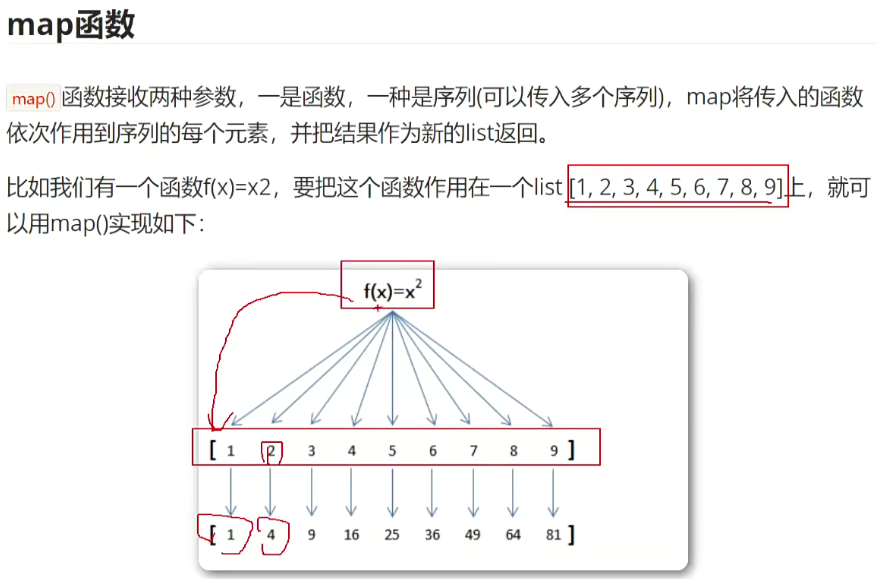 map函数
map()函数接收两种参数，一是函数，一种是序列(可以传入多个序列)，map将传入的函数
依次作用到序列的每个元素，并把结果作为新的list返回。
比如我们有一个函数f(x)=x2，要把这个函数作用在一个list [1, 2, 3, 4, 5, 6, 7, 8, 9]上，就可
以用map()实现如下：
f(x)=x²
[ 1 2 3 4 5 6 7 8 9 ]
[ 1 4 9 16 25 36 49 64 81 ]